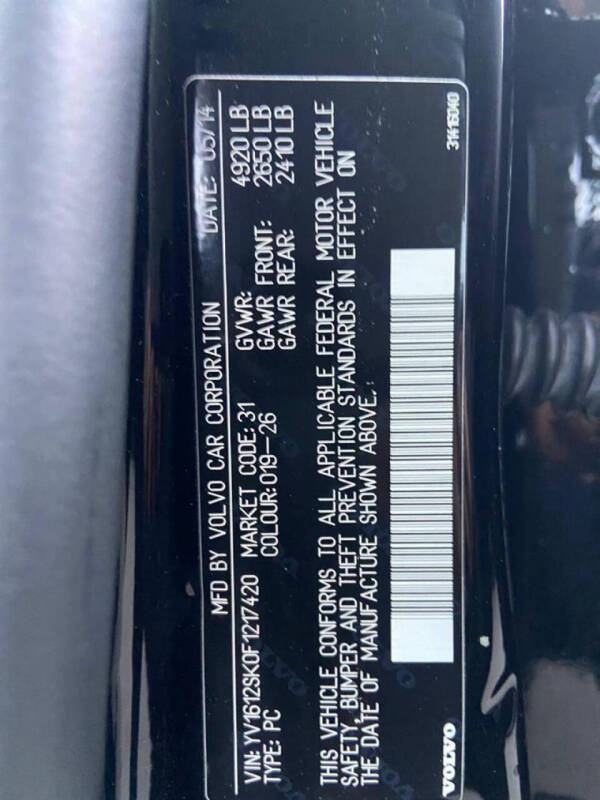 MFD BY VOLVO CAR CORPORATION DATE: 05/14
VIN: YV1612SK0F1217420 MARKET CODE: 31 GVWR: 4920 LB
TYPE: PC COLOUR: 019-26 GAWR FRONT: 2650 LB
GAWR REAR: 2410 LB
THIS VEHICLE CONFORMS TO ALL APPLICABLE FEDERAL MOTOR VEHICLE
SAFETY, BUMPER AND THEFT PREVENTION STANDARDS IN EFFECT ON
THE DATE OF MANUFACTURE SHOWN ABOVE.
VOLVO 31416040